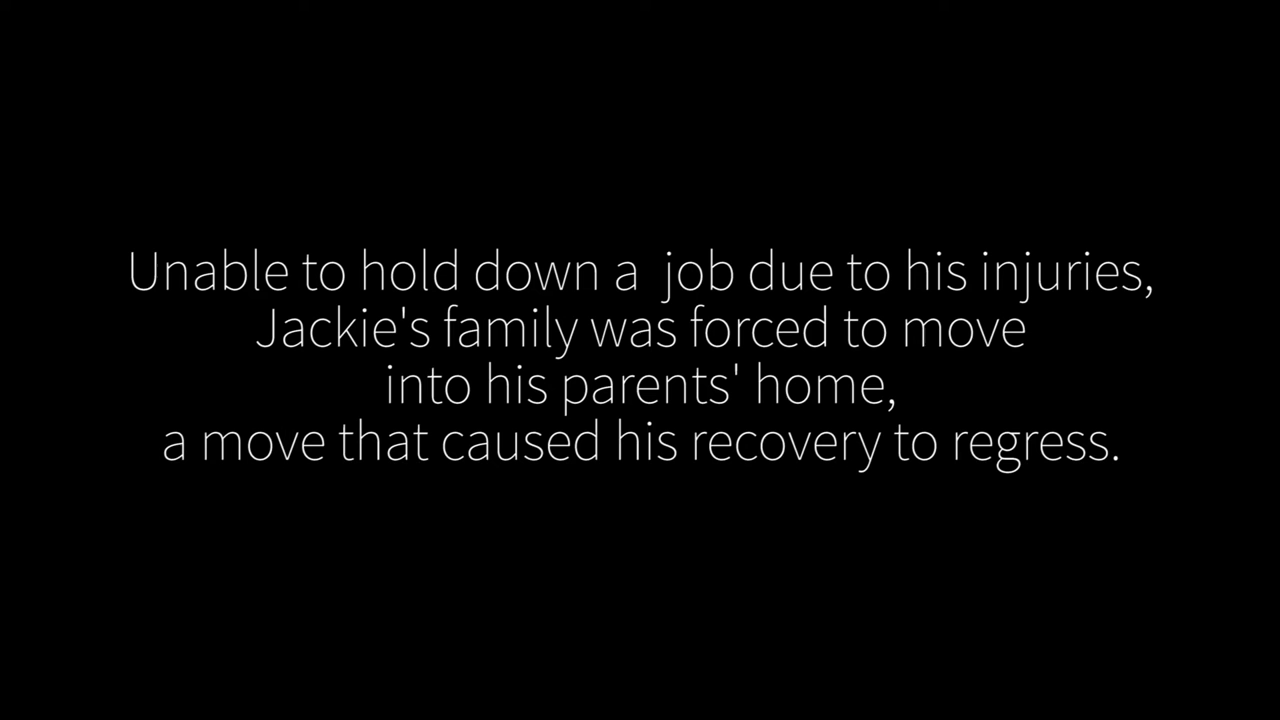 Unable to hold down a  job due to his injuries,
Jackie's family was forced to move
into his parents' home,
a move that caused his recovery to regress.